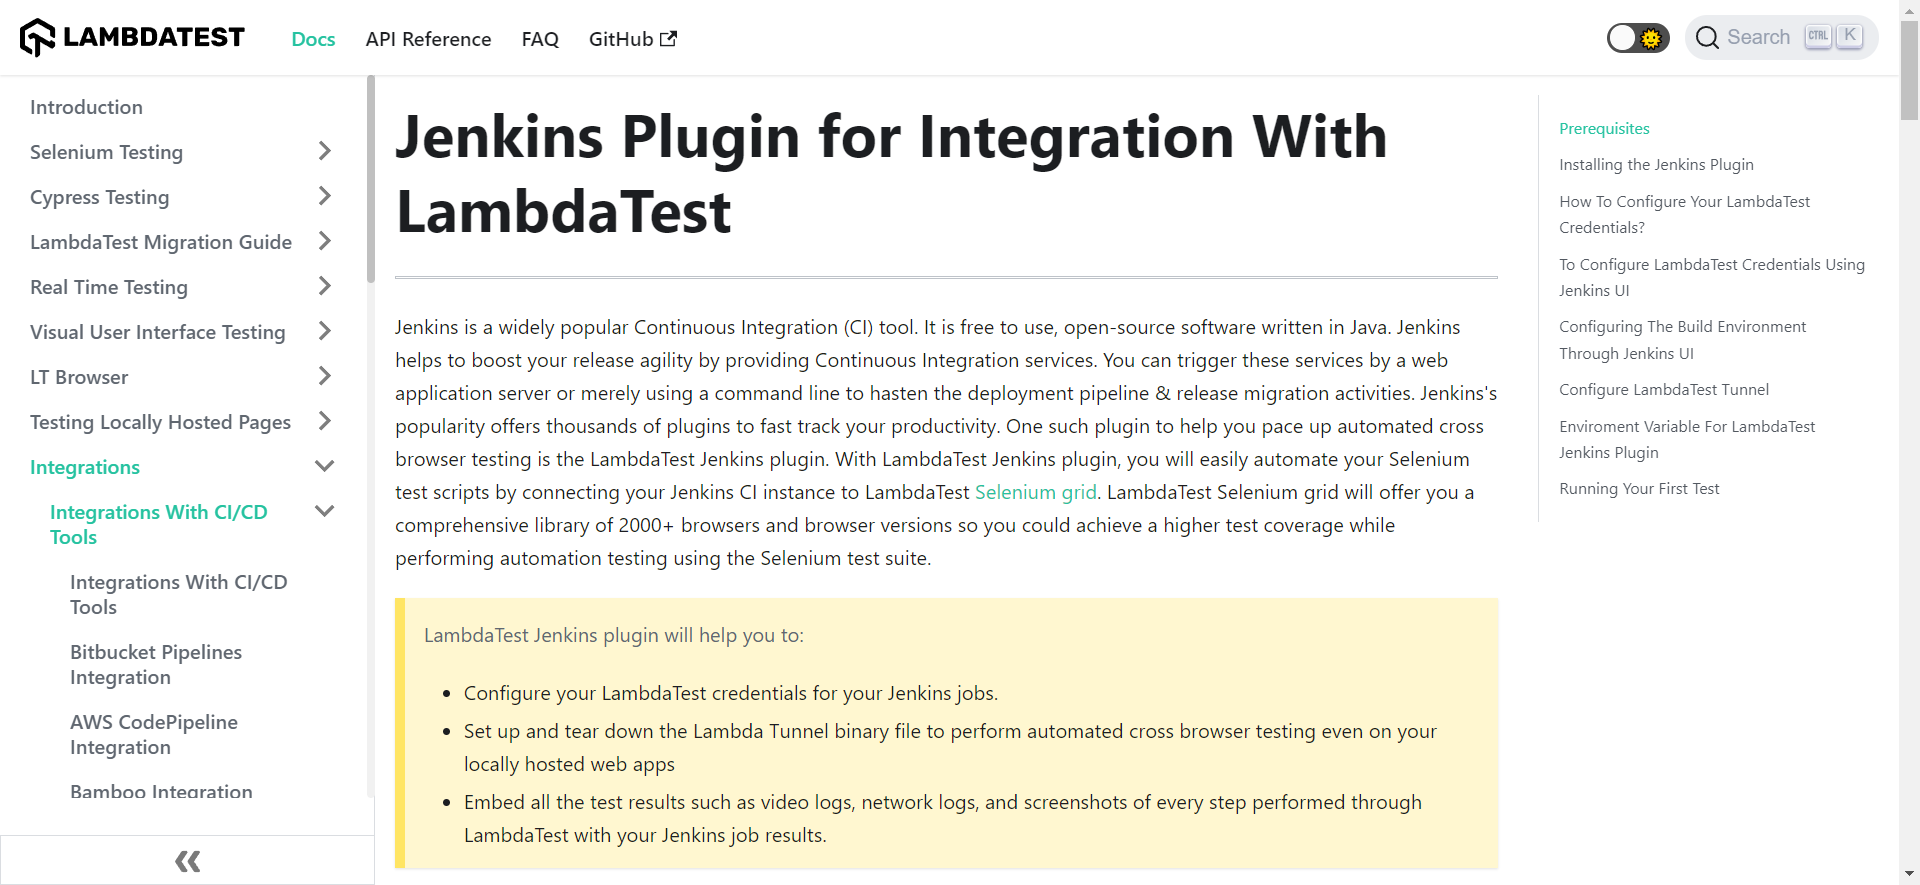 LAMBDATEST
Docs
API Reference
FAQ
GitHub
Search
CTRL
K
Introduction
Selenium Testing
Cypress Testing
LambdaTest Migration Guide
Real Time Testing
Visual User Interface Testing
LT Browser
Testing Locally Hosted Pages
Integrations
Integrations With CI/CD
Tools
Integrations With CI/CD
Tools
Bitbucket Pipelines
Integration
AWS CodePipeline
Integration
Bamboo Integration
Jenkins Plugin for Integration With
LambdaTest
Jenkins is a widely popular Continuous Integration (CI) tool. It is free to use, open-source software written in Java. Jenkins
helps to boost your release agility by providing Continuous Integration services. You can trigger these services by a web
application server or merely using a command line to hasten the deployment pipeline & release migration activities. Jenkins's
popularity offers thousands of plugins to fast track your productivity. One such plugin to help you pace up automated cross
browser testing is the LambdaTest Jenkins plugin. With LambdaTest Jenkins plugin, you will easily automate your Selenium
test scripts by connecting your Jenkins CI instance to LambdaTest Selenium grid. LambdaTest Selenium grid will offer you a
comprehensive library of 2000+ browsers and browser versions so you could achieve a higher test coverage while
performing automation testing using the Selenium test suite.
LambdaTest Jenkins plugin will help you to:
Configure your LambdaTest credentials for your Jenkins jobs.
Set up and tear down the Lambda Tunnel binary file to perform automated cross browser testing even on your
locally hosted web apps
Embed all the test results such as video logs, network logs, and screenshots of every step performed through
LambdaTest with your Jenkins job results.
Prerequisites
Installing the Jenkins Plugin
How To Configure Your LambdaTest
Credentials?
To Configure LambdaTest Credentials Using
Jenkins UI
Configuring The Build Environment
Through Jenkins UI
Configure LambdaTest Tunnel
Enviroment Variable For LambdaTest
Jenkins Plugin
Running Your First Test